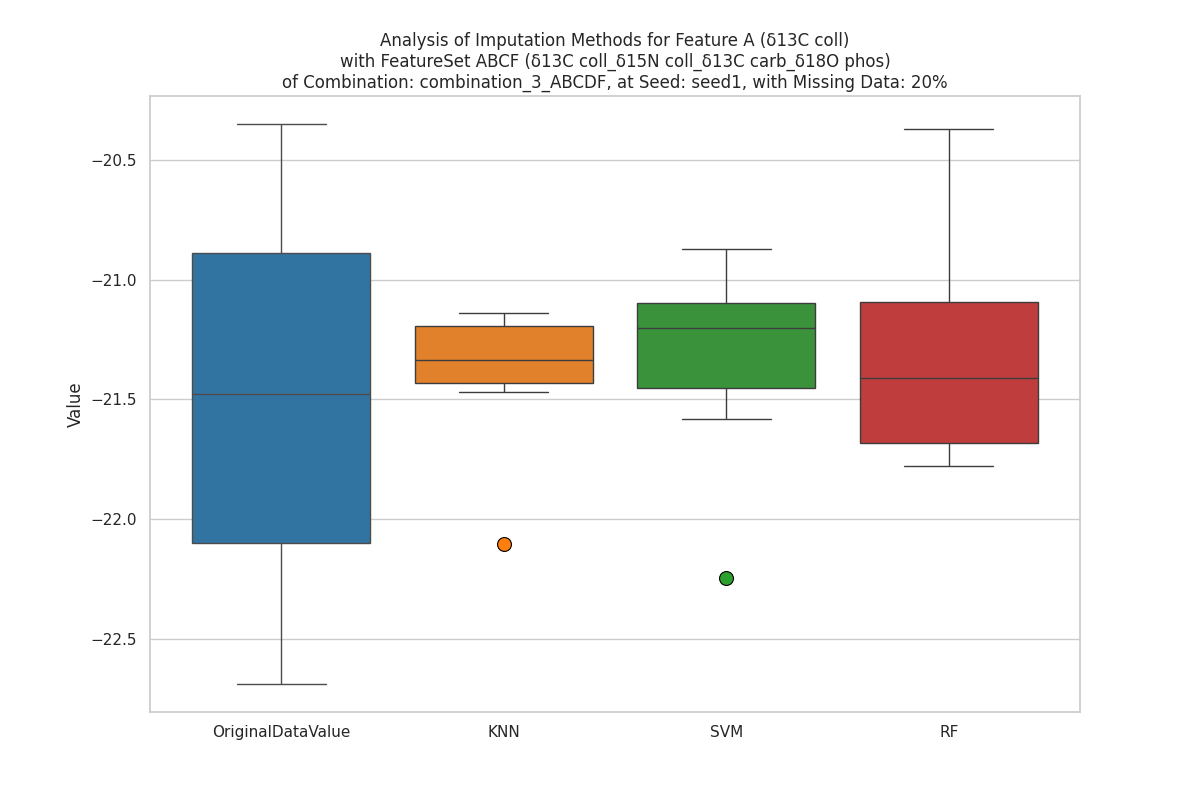 Analysis of Imputation Methods for Feature A (δ13C coll)
with FeatureSet ABCF (δ13C coll_δ15N coll_δ13C carb_δ18O phos)
of Combination: combination_3_ABCDF, at Seed: seed1, with Missing Data: 20%
−20.5
−21.0
−21.5
−22.0
−22.5
Value
OriginalDataValue
KNN
SVM
RF